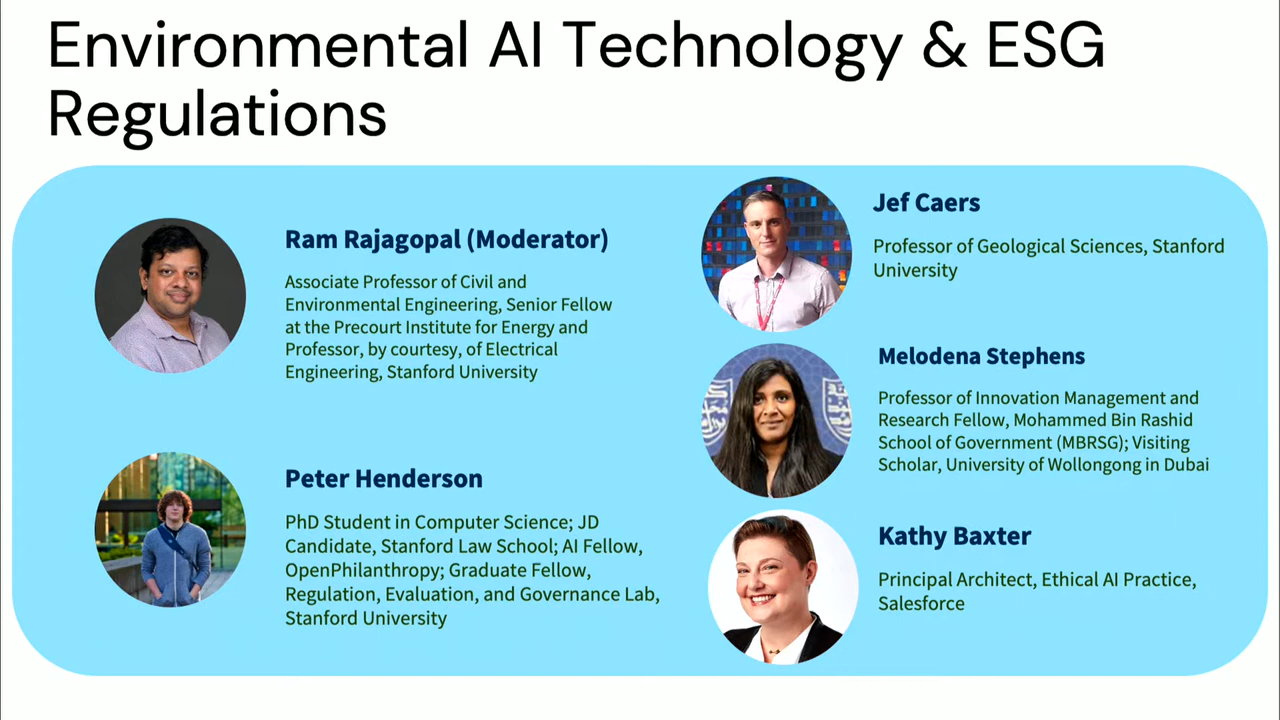 Environmental AI Technology & ESG
Regulations
Ram Rajagopal (Moderator)
Associate Professor of Civil and
Environmental Engineering, Senior Fellow
at the Precourt Institute for Energy and
Professor, by courtesy, of Electrical
Engineering, Stanford University
Peter Henderson
PhD Student in Computer Science; JD
Candidate, Stanford Law School; AI Fellow,
OpenPhilanthropy; Graduate Fellow,
Regulation, Evaluation, and Governance Lab,
Stanford University
Jef Caers
Professor of Geological Sciences, Stanford
University
Melodena Stephens
Professor of Innovation Management and
Research Fellow, Mohammed Bin Rashid
School of Government (MBRSG); Visiting
Scholar, University of Wollongong in Dubai
Kathy Baxter
Principal Architect, Ethical AI Practice,
Salesforce